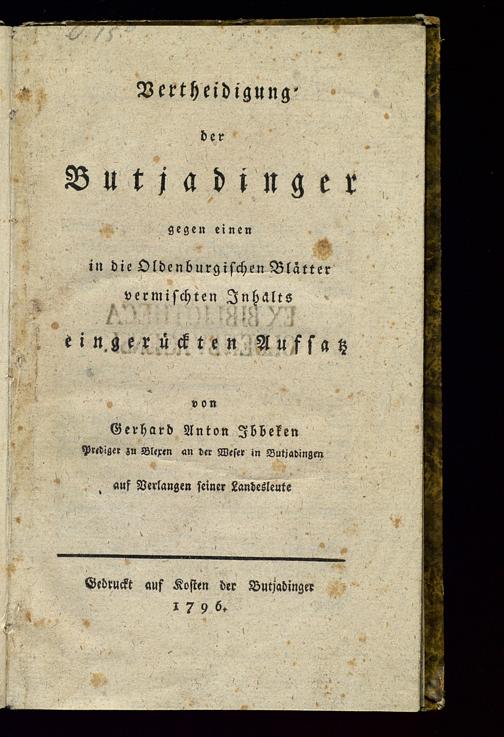 Vertheidigung
der
Butjadinger
gegen einen
in die Oldenburgischen Blätter
vermischten Inhalts
eingerückten Aufsatz
von
Gerhard Anton Ibbeken
Prediger zu Blexen an der Weser in Butjadingen
auf Verlangen seiner Landesleute
Gedruckt auf Kosten der Butjadinger
1796.